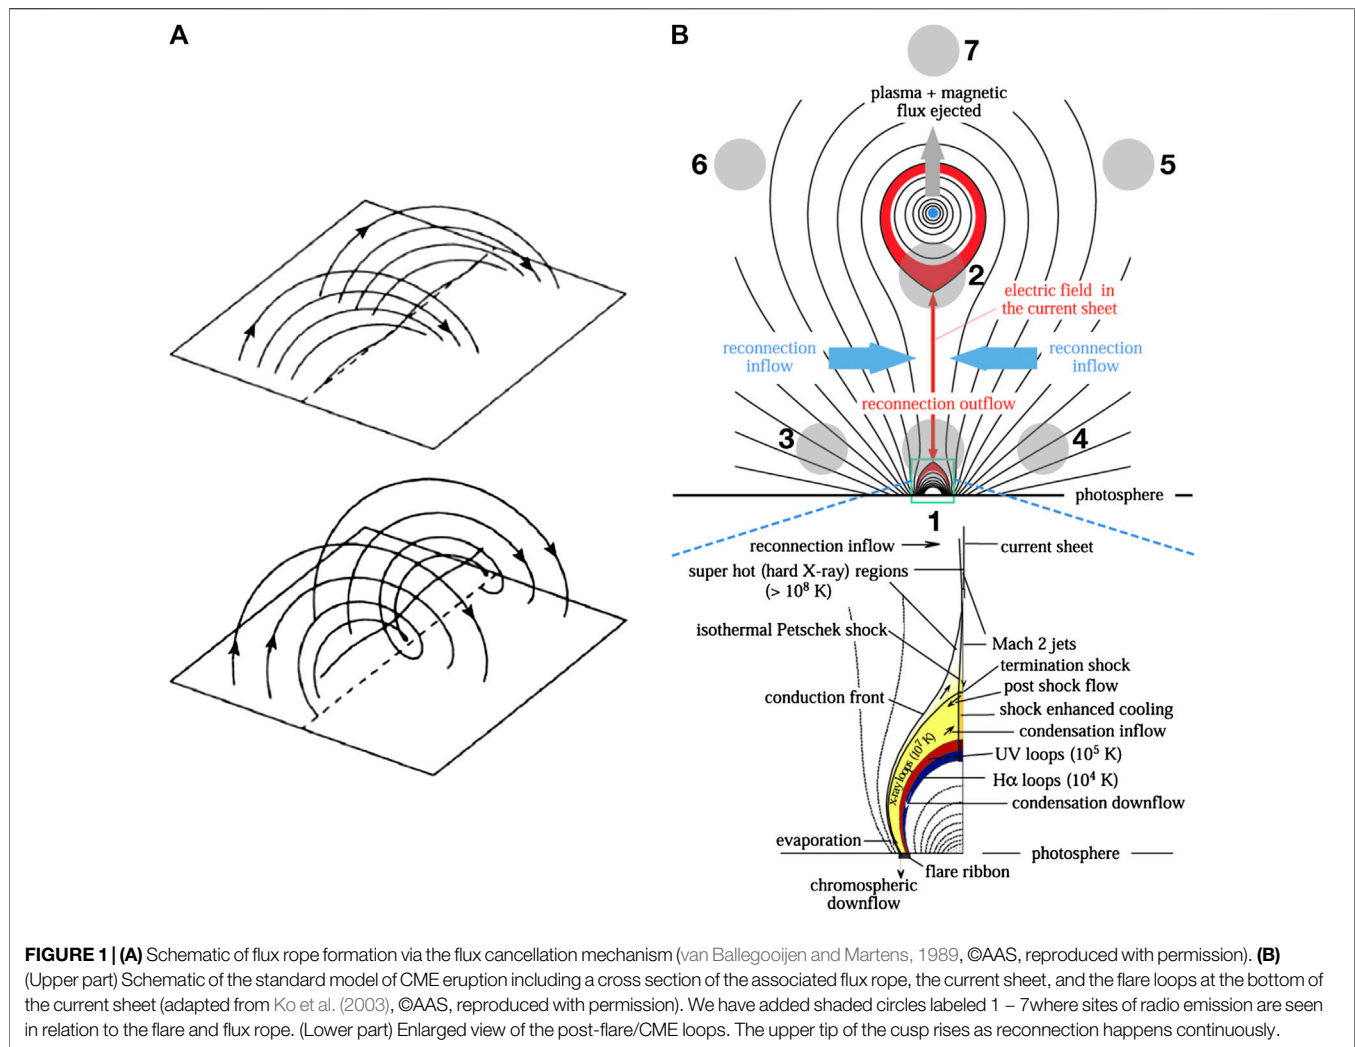 A
B
7
plasma + magnetic
flux ejected
6
5
2
electric field in
the current sheet
reconnection
inflow
reconnection
inflow
reconnection outflow
3
4
photosphere
1
reconnection inflow
current sheet
super hot (hard X-ray) regions
(> 10⁸ K)
isothermal Petschek shock
Mach 2 jets
termination shock
post shock flow
conduction front
shock enhanced cooling
condensation inflow
x-ray loops (10⁷ K)
UV loops (10⁵ K)
Hα loops (10⁴ K)
condensation downflow
evaporation
photosphere
flare ribbon
chromospheric
downflow
FIGURE 1 | (A) Schematic of flux rope formation via the flux cancellation mechanism (van Ballegooijen and Martens, 1989, ©AAS, reproduced with permission). (B)
(Upper part) Schematic of the standard model of CME eruption including a cross section of the associated flux rope, the current sheet, and the flare loops at the bottom of
the current sheet (adapted from Ko et al. (2003), ©AAS, reproduced with permission). We have added shaded circles labeled 1 – 7where sites of radio emission are seen
in relation to the flare and flux rope. (Lower part) Enlarged view of the post-flare/CME loops. The upper tip of the cusp rises as reconnection happens continuously.